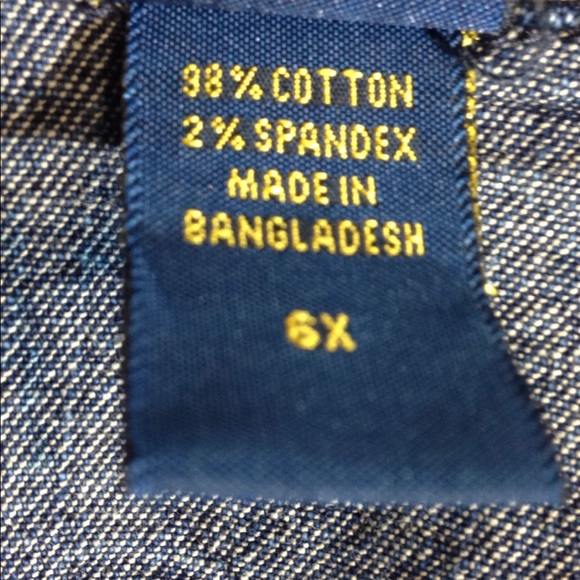 98% COTTON
2% SPANDEX
MADE IN
BANGLADESH
6X